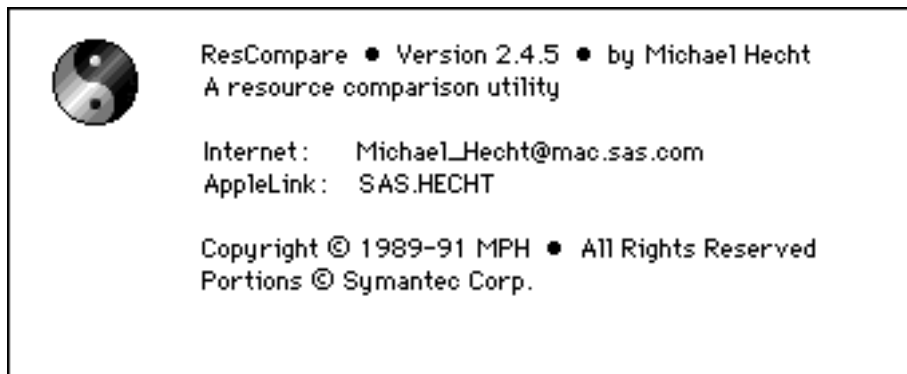 ResCompare ● Version 2.4.5 ● by Michael Hecht
A resource comparison utility
Internet: Michael_Hecht@mac.sas.com
AppleLink: SAS.HECHT
Copyright © 1989-91 MPH ● All Rights Reserved
Portions © Symantec Corp.